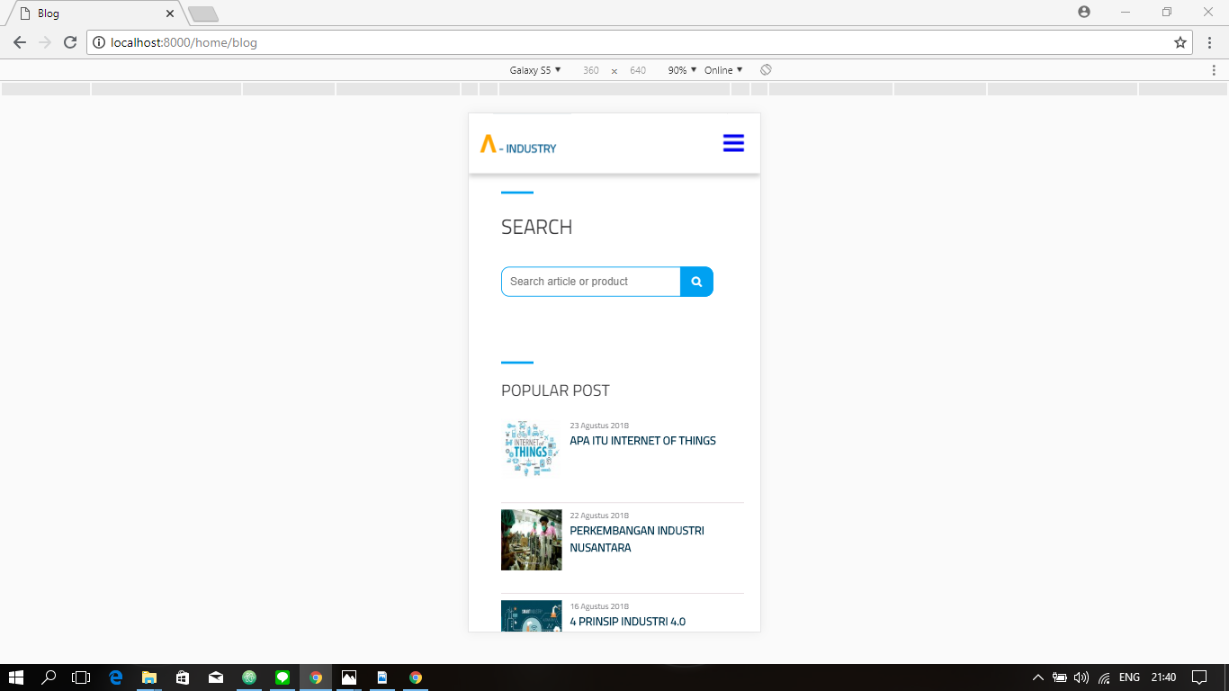 Blog
localhost:8000/home/blog
Galaxy S5 360 x 640 90% Online
Λ - INDUSTRY
SEARCH
Search article or product
POPULAR POST
INTERNET of
THINGS
23 Agustus 2018
APA ITU INTERNET OF THINGS
22 Agustus 2018
PERKEMBANGAN INDUSTRI
NUSANTARA
16 Agustus 2018
4 PRINSIP INDUSTRI 4.0
ENG 21:40